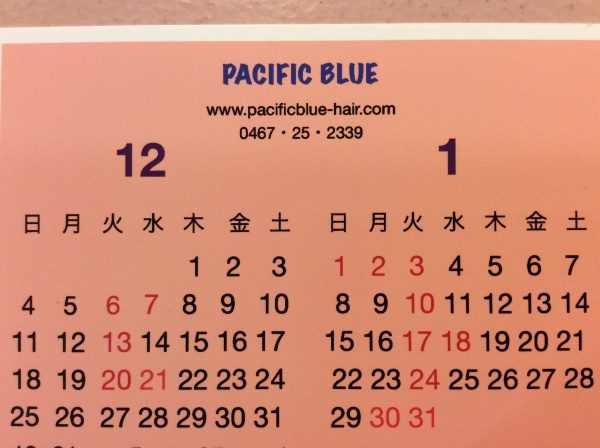 PACIFIC BLUE
www.pacificblue-hair.com
0467・25・2339
12
日 月 火 水 木 金 土
1 2 3
4 5 6 7 8 9 10
11 12 13 14 15 16 17
18 19 20 21 22 23 24
25 26 27 28 29 30 31
1
日 月 火 水 木 金 土
1 2 3 4 5 6 7
8 9 10 11 12 13 14
15 16 17 18 19 20 21
22 23 24 25 26 27 28
29 30 31